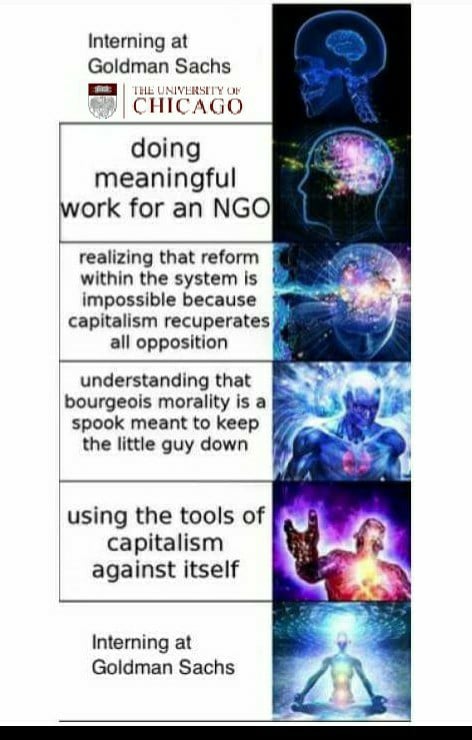 Interning at
Goldman Sachs
THE UNIVERSITY OF
CHICAGO
doing
meaningful
work for an NGO
realizing that reform
within the system is
impossible because
capitalism recuperates
all opposition
understanding that
bourgeois morality is a
spook meant to keep
the little guy down
using the tools of
capitalism
against itself
Interning at
Goldman Sachs